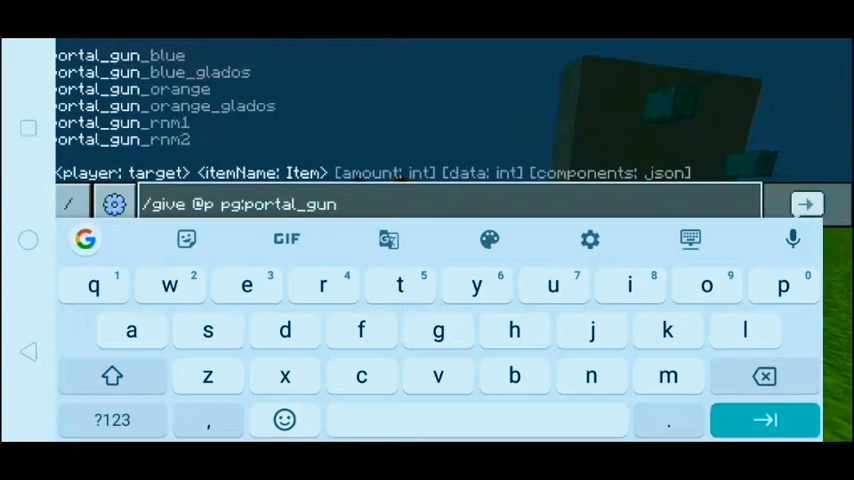 ortal_gun_blue
ortal_gun_blue_glados
ortal_gun_orange
ortal_gun_orange_glados
ortal_gun_rnm1
ortal_gun_rnm2
<player: target> <itemName: Item> [amount: int] [data: int] [components: json]
/ /give @p pg:portal_gun
G GIF
q 1 w 2 e 3 r 4 t 5 y 6 u 7 i 8 o 9 p 0
a s d f g h j k l
z x c v b n m
?123 , .